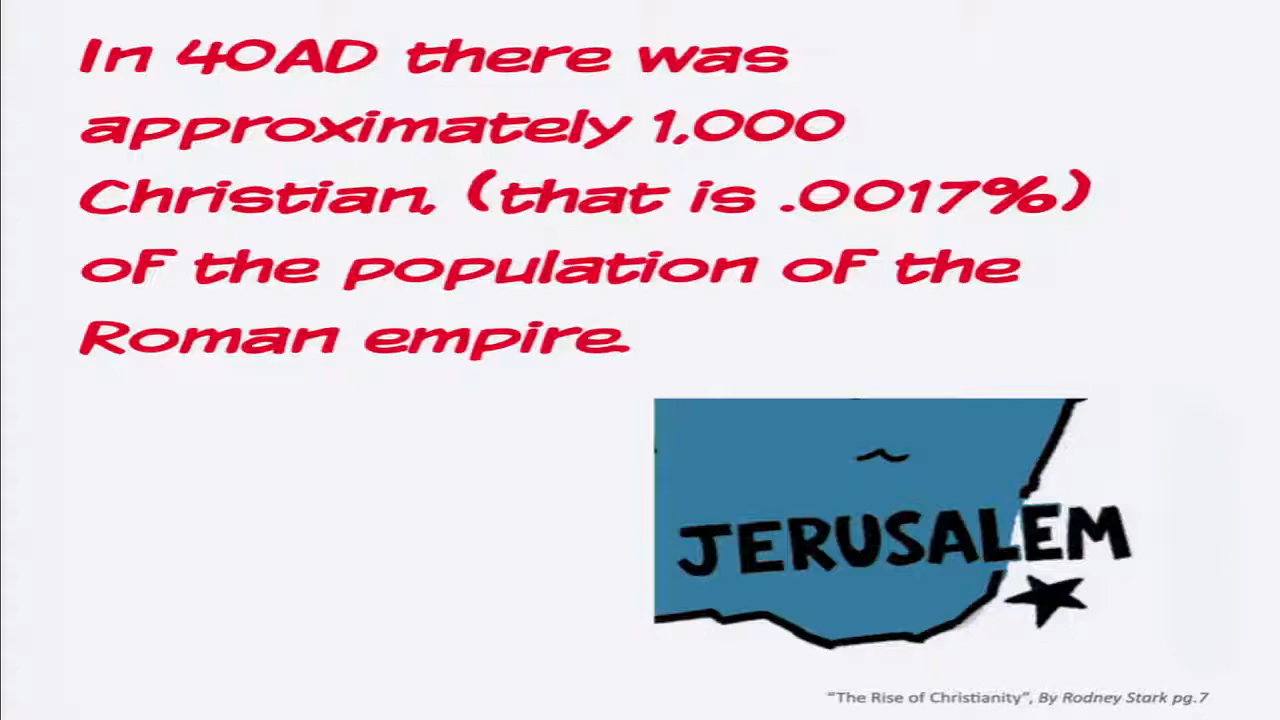 In 40AD there was
approximately 1,000
Christian, (that is .0017%)
of the population of the
Roman empire.
JERUSALEM
"The Rise of Christianity", By Rodney Stark pg.7